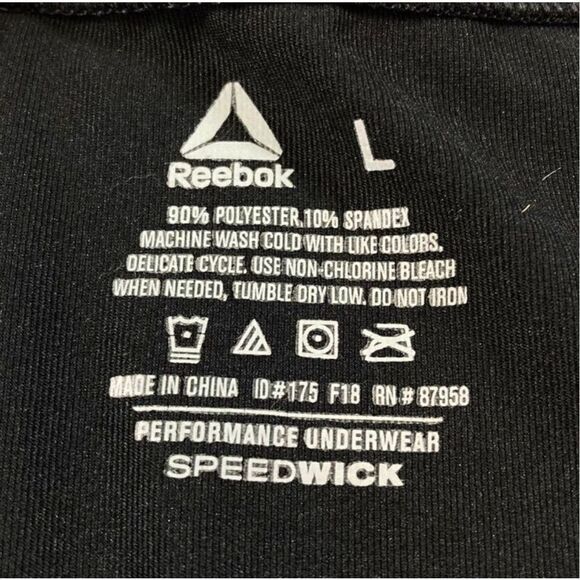 L
Reebok
90% POLYESTER, 10% SPANDEX
MACHINE WASH COLD WITH LIKE COLORS.
DELICATE CYCLE. USE NON-CHLORINE BLEACH
WHEN NEEDED, TUMBLE DRY LOW. DO NOT IRON
MADE IN CHINA ID#175 F18 RN # 87958
PERFORMANCE UNDERWEAR
SPEEDWICK